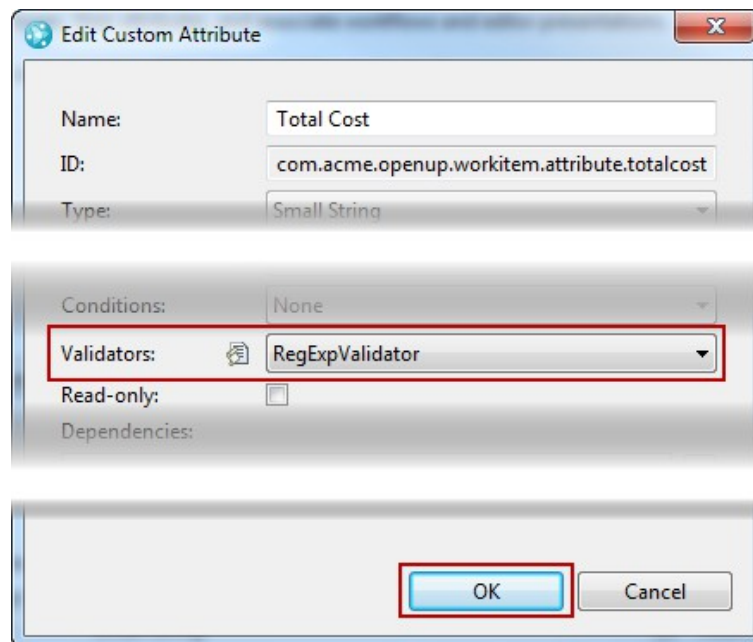 Edit Custom Attribute
Name: Total Cost
ID: com.acme.openup.workitem.attribute.totalcost
Type: Small String
Conditions: None
Validators: RegExpValidator
Read-only:
Dependencies:
OK Cancel